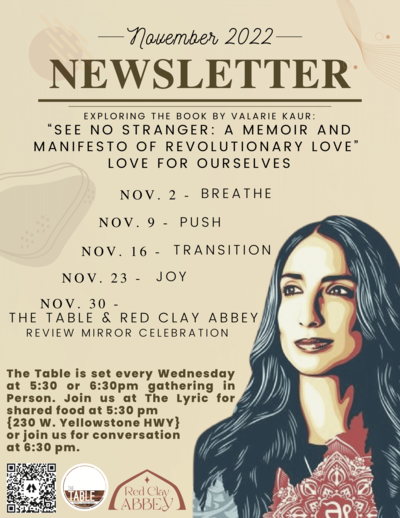 November 2022
NEWSLETTER
EXPLORING THE BOOK BY VALARIE KAUR:
"SEE NO STRANGER: A MEMOIR AND
MANIFESTO OF REVOLUTIONARY LOVE"
LOVE FOR OURSELVES
NOV. 2 - BREATHE
NOV. 9 - PUSH
NOV. 16 - TRANSITION
NOV. 23 - JOY
NOV. 30 -
THE TABLE & RED CLAY ABBEY
REVIEW MIRROR CELEBRATION
The Table is set every Wednesday
at 5:30 or 6:30pm gathering in
Person. Join us at The Lyric for
shared food at 5:30 pm
{230 W. Yellowstone HWY}
or join us for conversation
at 6:30 pm.
THE
TABLE
Red Clay
ABBEY